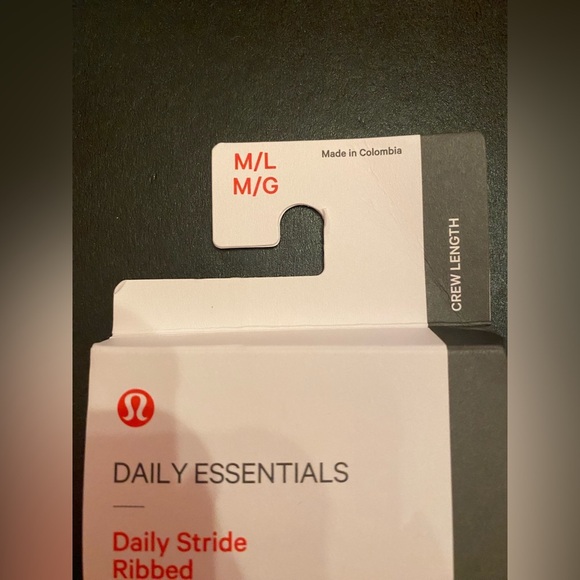 M/L
M/G
Made in Colombia
CREW LENGTH
DAILY ESSENTIALS
Daily Stride
Ribbed